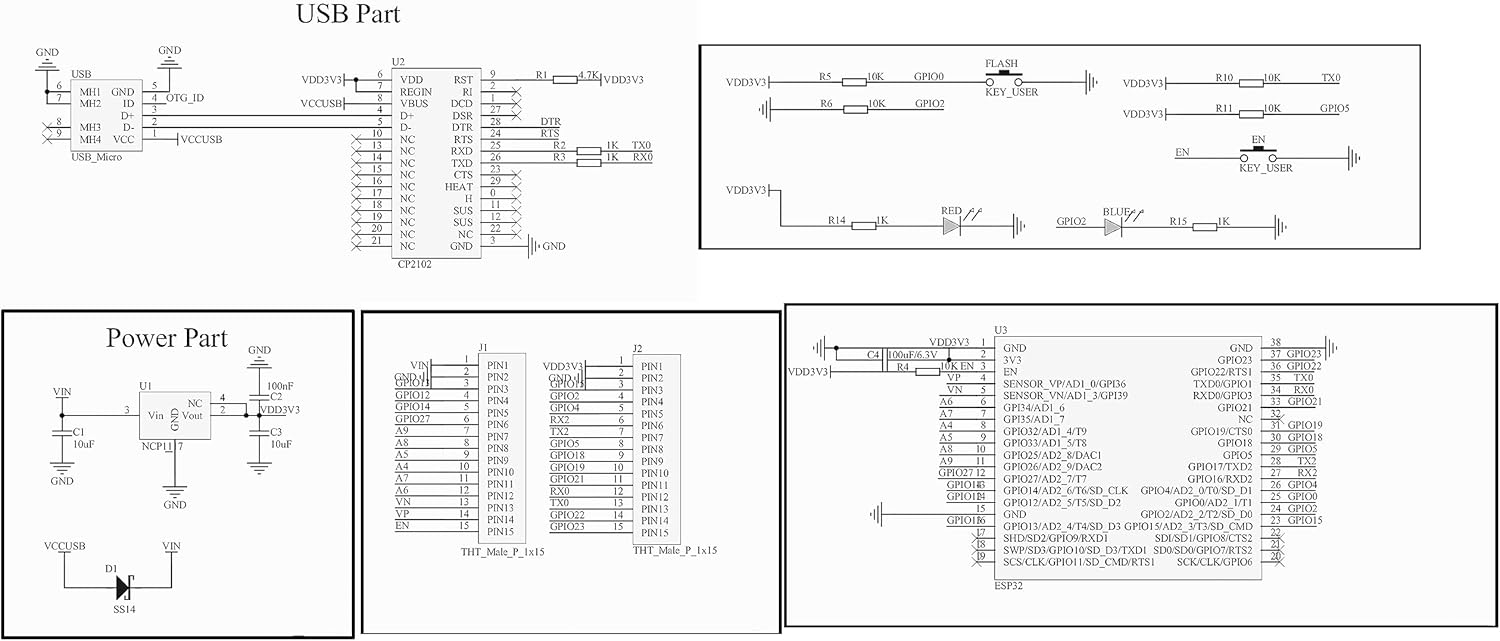 USB Part
GND
GND
USB
6 MH1 GND 5
7 MH2 ID 4 OTG_ID
D+ 3
8 MH3 D- 2
9 MH4 VCC 1 VCCUSB
USB_Micro
U2
VDD3V3 6 VDD RST 9 R1 4.7K VDD3V3
7 REGIN RI 2
VCCUSB 8 VBUS DCD 1
4 D+ DSR 27
5 D- DTR 28 DTR
10 NC RTS 24 RTS
13 NC RXD 25 R2 1K TX0
14 NC TXD 26 R3 1K RX0
15 NC CTS 23
16 NC HEAT 29
17 NC H 0
18 NC SUS 11
19 NC SUS 12
20 NC NC 22
21 NC GND 3 GND
CP2102
VDD3V3 R5 10K GPIO0 FLASH
KEY_USER
R6 10K GPIO2
VDD3V3 R10 10K TX0
VDD3V3 R11 10K GPIO5
EN EN
KEY_USER
VDD3V3
R14 1K RED
GPIO2 BLUE R15 1K
Power Part
GND
VIN U1 100nF
C2
NC 4
3 Vin GND Vout 2 VDD3V3
C1 C3
10uF 10uF
NCP11 7
GND
GND
VCCUSB VIN
D1
SS14
J1
VIN 1 PIN1
GND 2 PIN2
GPIO13 3 PIN3
GPIO12 4 PIN4
GPIO14 5 PIN5
GPIO27 6 PIN6
A9 7 PIN7
A8 8 PIN8
A5 9 PIN9
A4 10 PIN10
A7 11 PIN11
A6 12 PIN12
VN 13 PIN13
VP 14 PIN14
EN 15 PIN15
THT_Male_P_1x15
J2
VDD3V3 1 PIN1
GND 2 PIN2
GPIO15 3 PIN3
GPIO2 4 PIN4
GPIO4 5 PIN5
RX2 6 PIN6
TX2 7 PIN7
GPIO5 8 PIN8
GPIO18 9 PIN9
GPIO19 10 PIN10
GPIO21 11 PIN11
RX0 12 PIN12
TX0 13 PIN13
GPIO22 14 PIN14
GPIO23 15 PIN15
THT_Male_P_1x15
U3
VDD3V3 1 GND GND 38
C4 100uF/6.3V 2 3V3 GPIO23 37 GPIO23
VDD3V3 R4 10K EN 3 EN GPIO22/RTS1 36 GPIO22
VP 4 SENSOR_VP/AD1_0/GPI36 TXD0/GPIO1 35 TX0
VN 5 SENSOR_VN/AD1_3/GPI39 RXD0/GPIO3 34 RX0
A6 6 GPI34/AD1_6 GPIO21 33 GPIO21
A7 7 GPI35/AD1_7 NC 32
A4 8 GPIO32/AD1_4/T9 GPIO19/CTS0 31 GPIO19
A5 9 GPIO33/AD1_5/T8 GPIO18 30 GPIO18
A8 10 GPIO25/AD2_8/DAC1 GPIO5 29 GPIO5
A9 11 GPIO26/AD2_9/DAC2 GPIO17/TXD2 28 TX2
GPIO27 12 GPIO27/AD2_7/T7 GPIO16/RXD2 27 RX2
GPIO14 13 GPIO14/AD2_6/T6/SD_CLK GPIO4/AD2_0/T0/SD_D1 26 GPIO4
GPIO12 14 GPIO12/AD2_5/T5/SD_D2 GPIO0/AD2_1/T1 25 GPIO0
15 GND GPIO2/AD2_2/T2/SD_D0 24 GPIO2
GPIO13 16 GPIO13/AD2_4/T4/SD_D3 GPIO15/AD2_3/T3/SD_CMD 23 GPIO15
17 SHD/SD2/GPIO9/RXD1 SDI/SD1/GPIO8/CTS2 22
18 SWP/SD3/GPIO10/SD_D3/TXD1 SD0/SD0/GPIO7/RTS2 21
19 SCS/CLK/GPIO11/SD_CMD/RTS1 SCK/CLK/GPIO6 20
ESP32